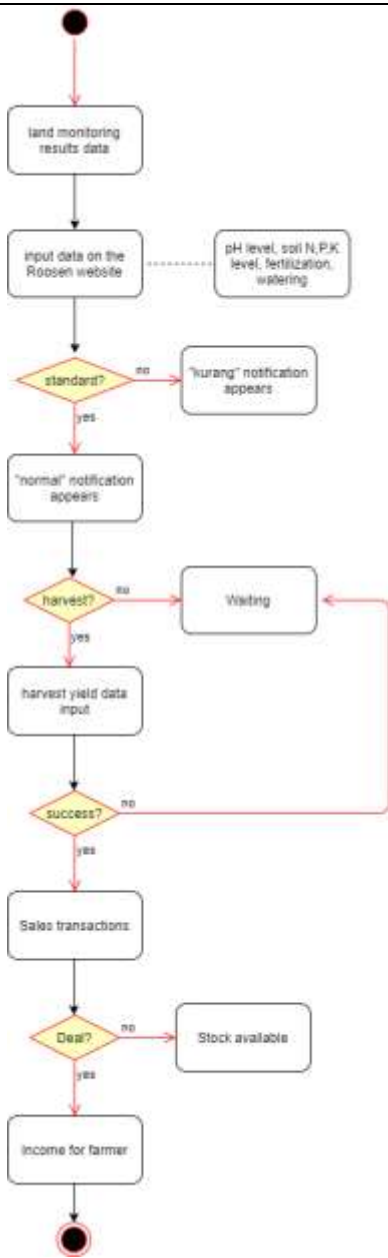 land monitoring
results data
input data on the
Roosen website
pH level, soil N,P,K
level, fertilization,
watering
standard?
no
"kurang" notification
appears
yes
"normal" notification
appears
harvest?
no
Waiting
yes
harvest yield data
input
success?
no
yes
Sales transactions
Deal?
no
Stock available
yes
Income for farmer